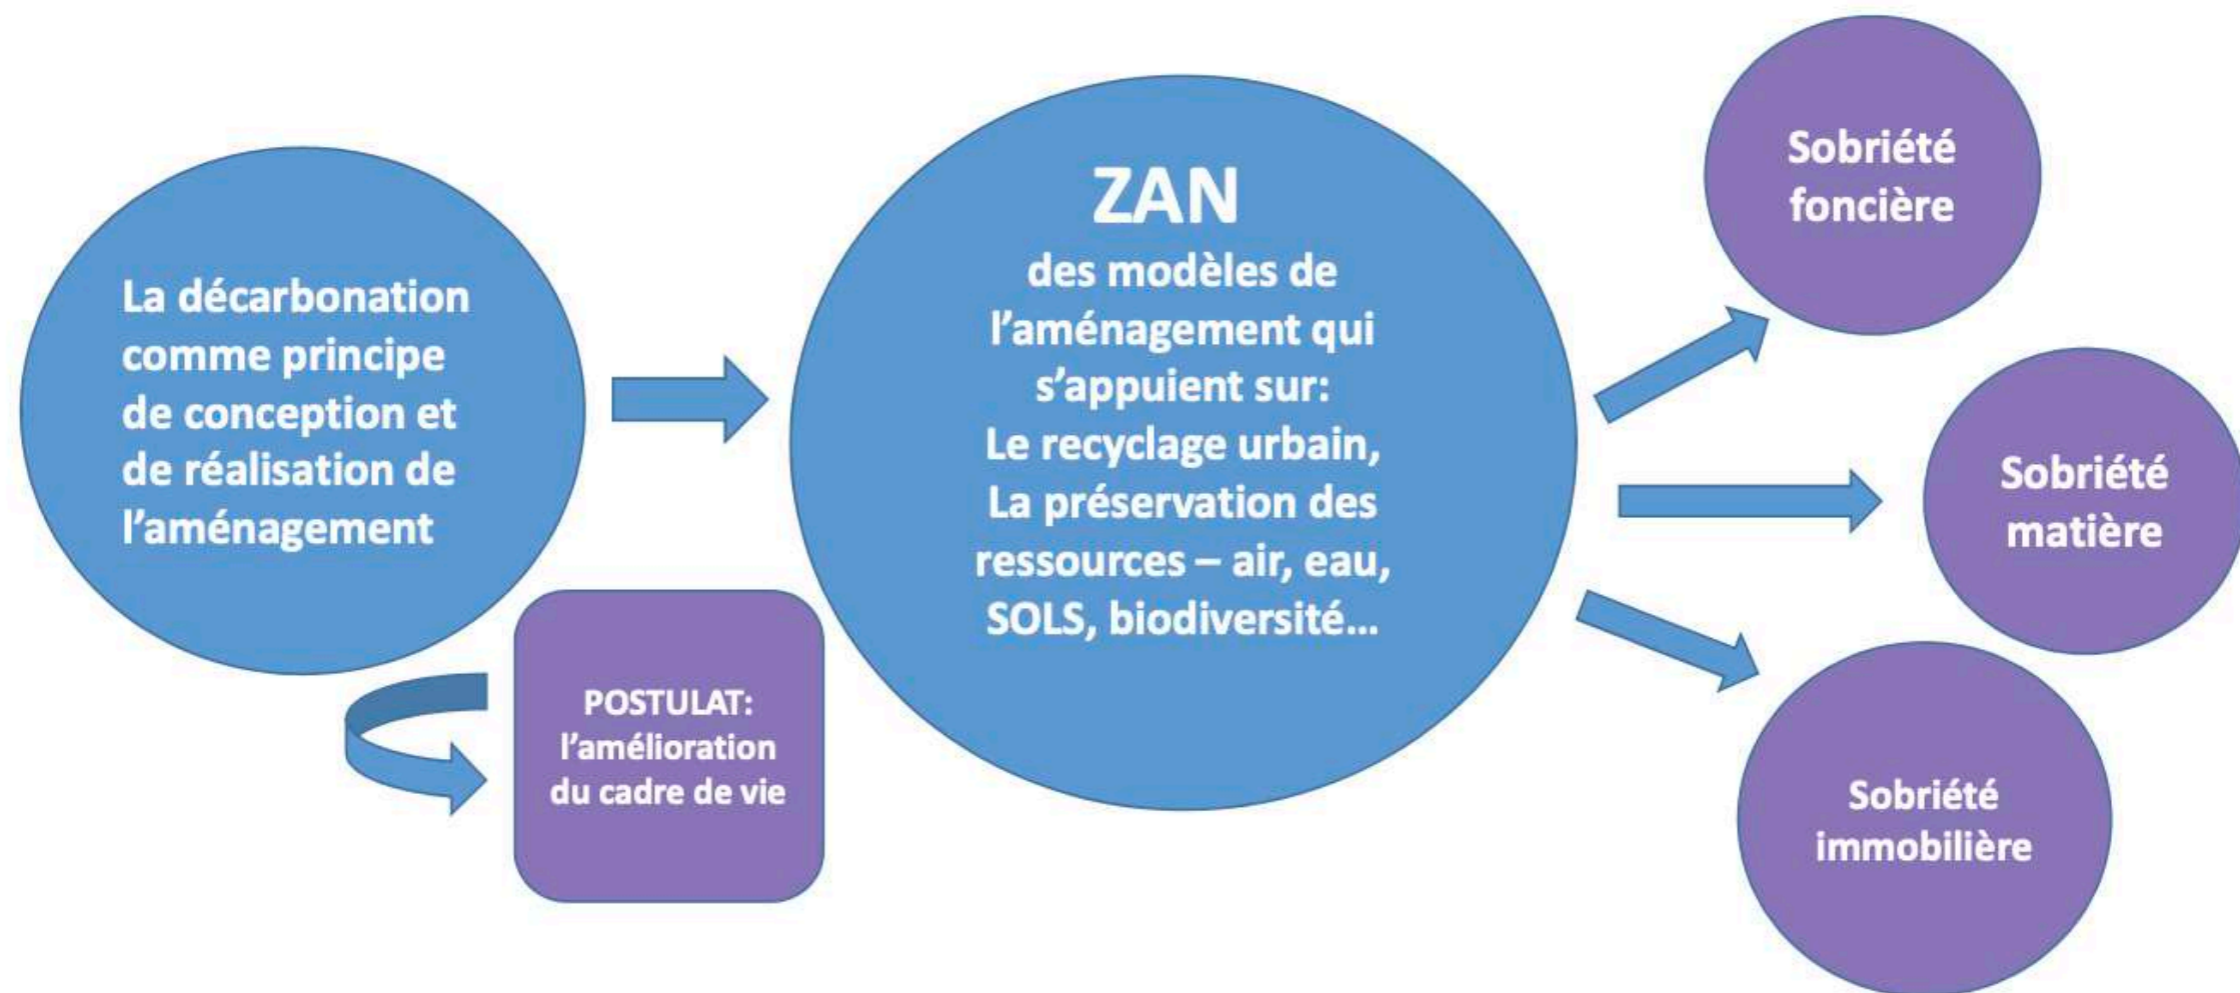 La décarbonation
comme principe
de conception et
de réalisation de
l’aménagement
POSTULAT:
l’amélioration
du cadre de vie
ZAN
des modèles de
l’aménagement qui
s’appuient sur:
Le recyclage urbain,
La préservation des
ressources – air, eau,
SOLS, biodiversité…
Sobriété
foncière
Sobriété
matière
Sobriété
immobilière